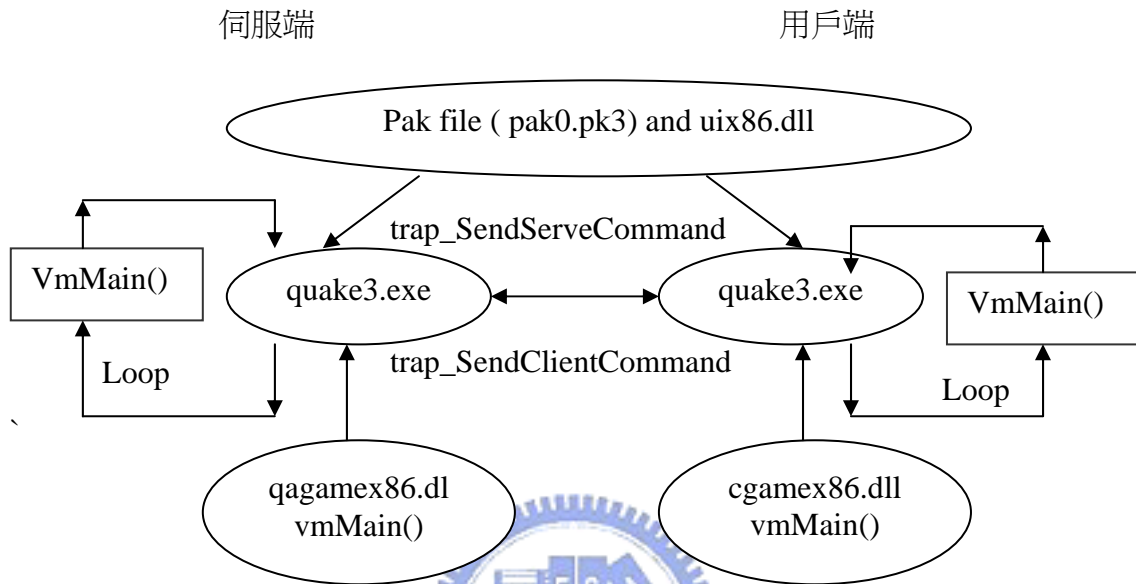 伺服端
用戶端
Pak file ( pak0.pk3) and uix86.dll
trap_SendServeCommand
VmMain()
quake3.exe
quake3.exe
VmMain()
trap_SendClientCommand
Loop
Loop
`
qagamex86.dl
vmMain()
cgamex86.dll
vmMain()